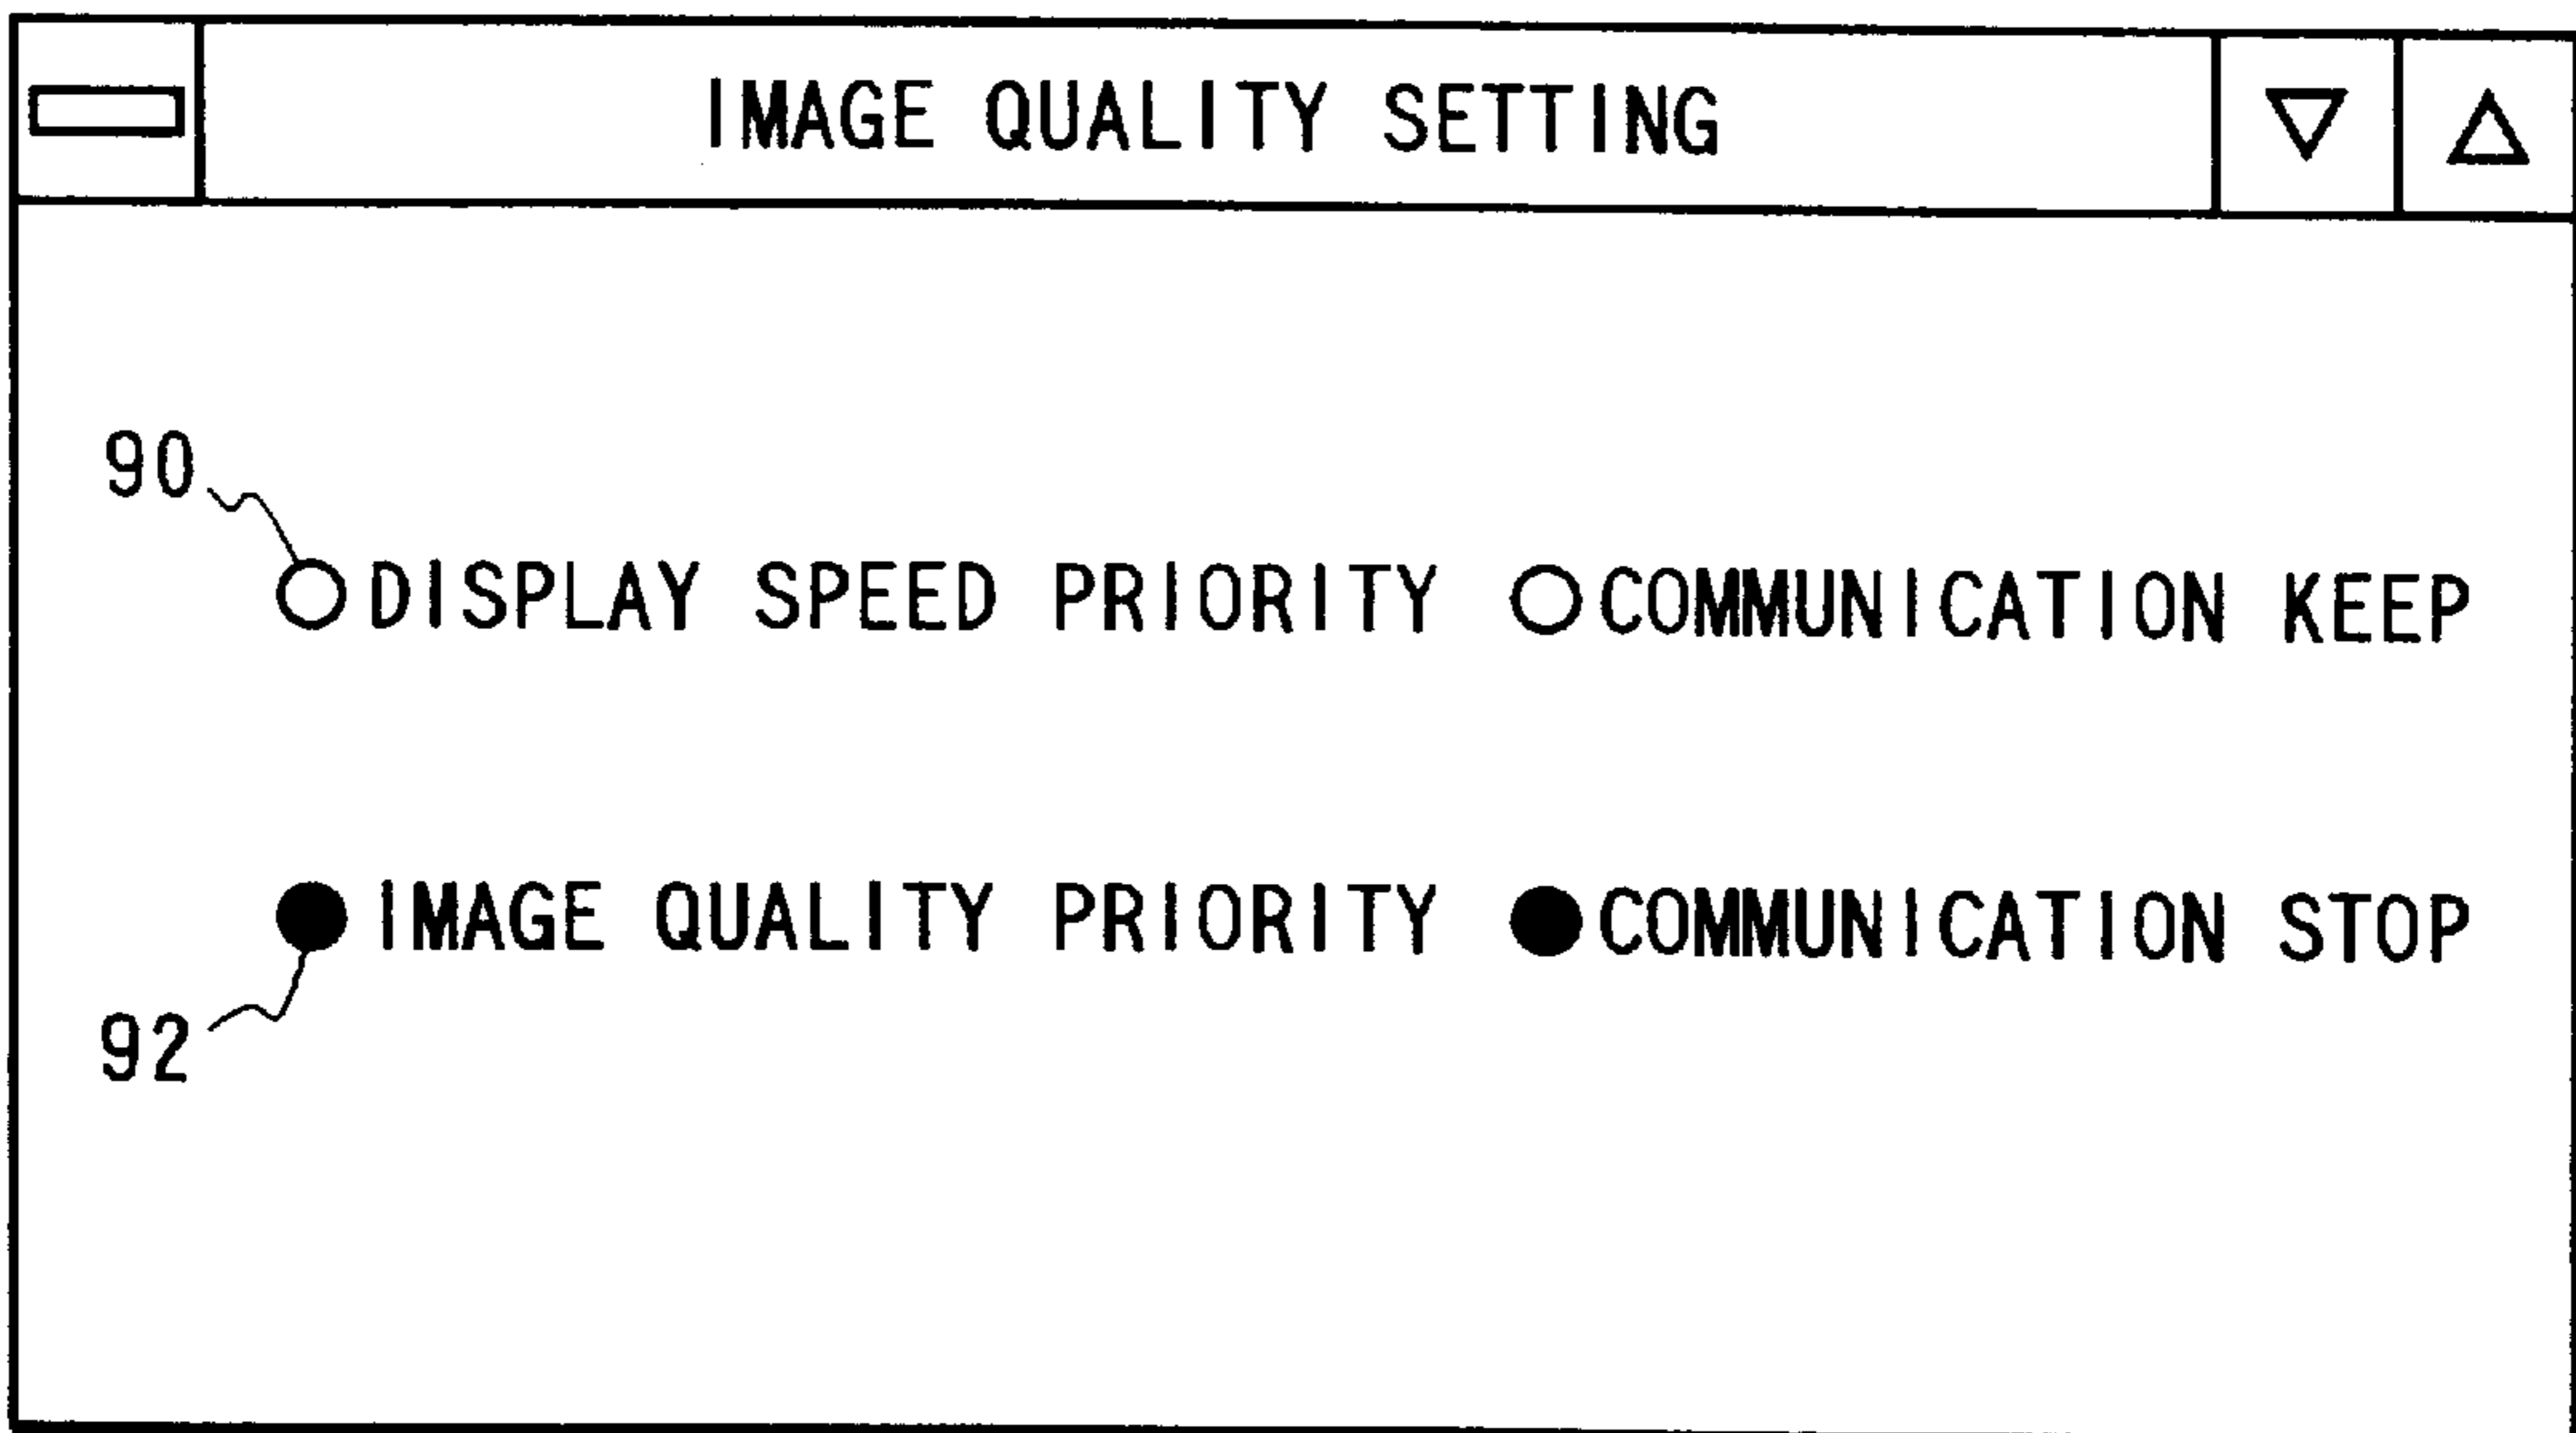 IMAGE QUALITY SETTING
90
DISPLAY SPEED PRIORITY COMMUNICATION KEEP
IMAGE QUALITY PRIORITY COMMUNICATION STOP
92